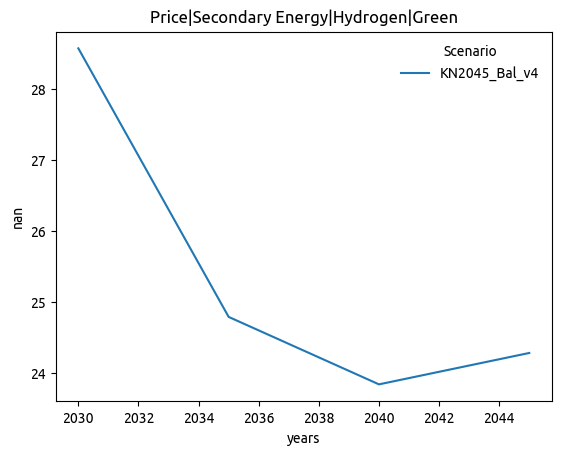 Price|Secondary Energy|Hydrogen|Green
Scenario
KN2045_Bal_v4
28
27
26
25
24
nan
2030 2032 2034 2036 2038 2040 2042 2044
years